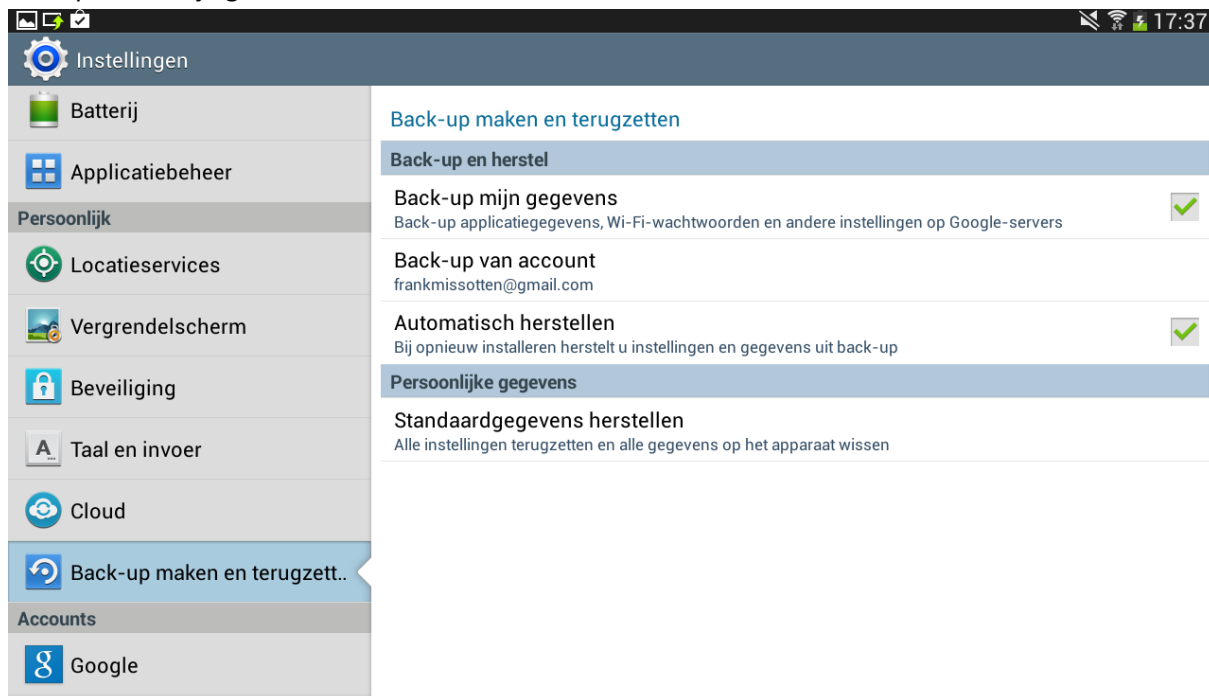 17:37
Instellingen
Batterij
Applicatiebeheer
Persoonlijk
Locatieservices
Vergrendelscherm
Beveiliging
Taal en invoer
Cloud
Back-up maken en terugzett..
Accounts
Google
Back-up maken en terugzetten
Back-up en herstel
Back-up mijn gegevens
Back-up applicatiegegevens, Wi-Fi-wachtwoorden en andere instellingen op Google-servers
Back-up van account
frankmissotten@gmail.com
Automatisch herstellen
Bij opnieuw installeren herstelt u instellingen en gegevens uit back-up
Persoonlijke gegevens
Standaardgegevens herstellen
Alle instellingen terugzetten en alle gegevens op het apparaat wissen